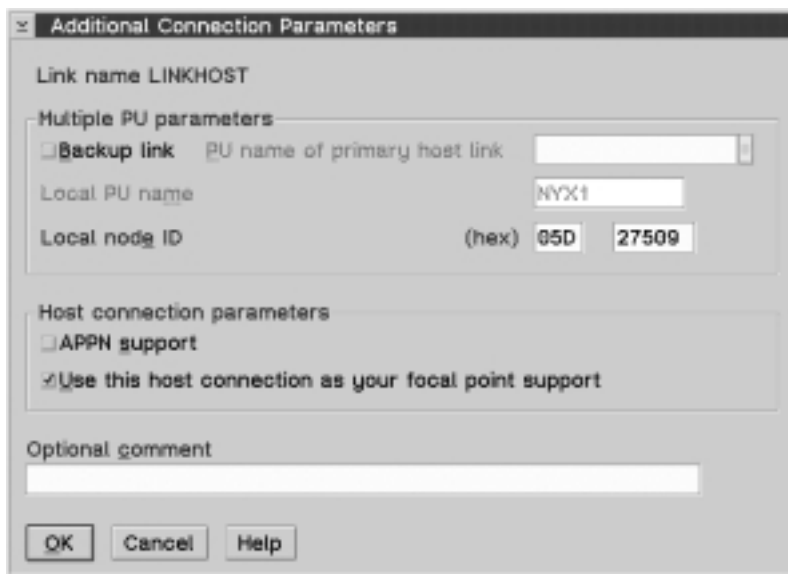 Additional Connection Parameters
Link name LINKHOST
Multiple PU parameters
Backup link PU name of primary host link
Local PU name NYX1
Local node ID (hex) 05D 27509
Host connection parameters
APPN support
Use this host connection as your focal point support
Optional comment
OK Cancel Help